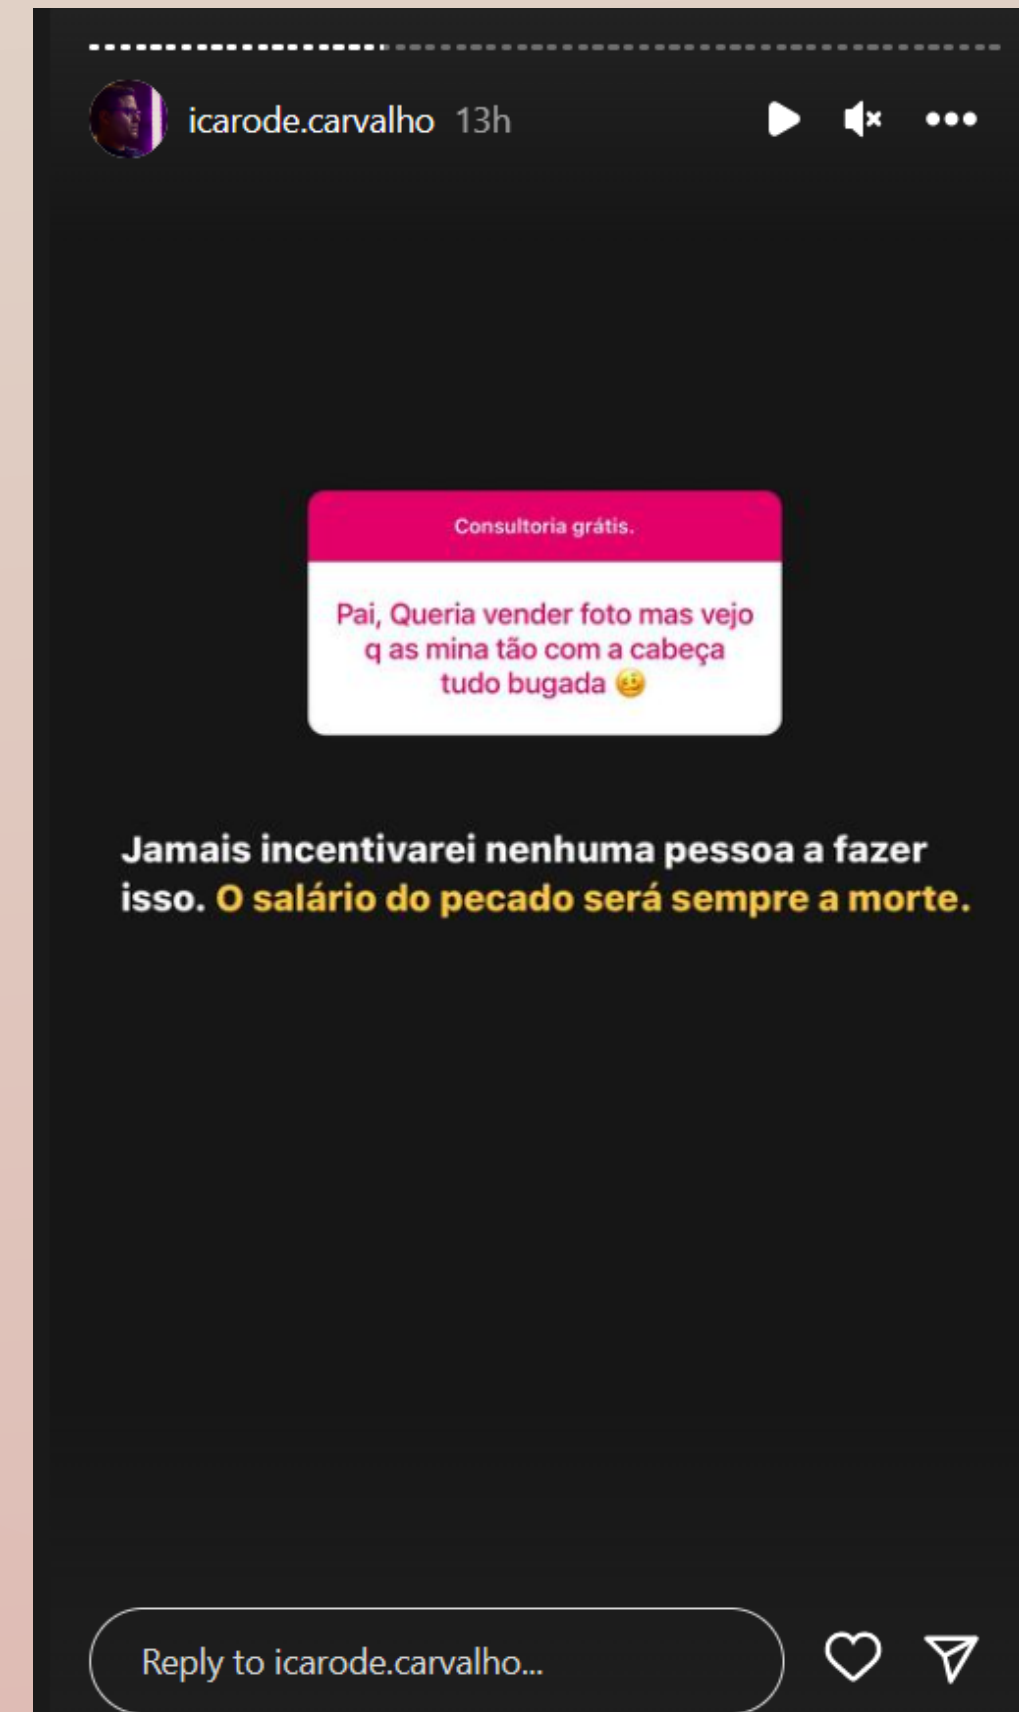 icarode.carvalho 13h
Consultoria grátis.
Pai, Queria vender foto mas vejo
q as mina tão com a cabeça
tudo bugada 🥴
Jamais incentivarei nenhuma pessoa a fazer
isso. O salário do pecado será sempre a morte.
Reply to icarode.carvalho...